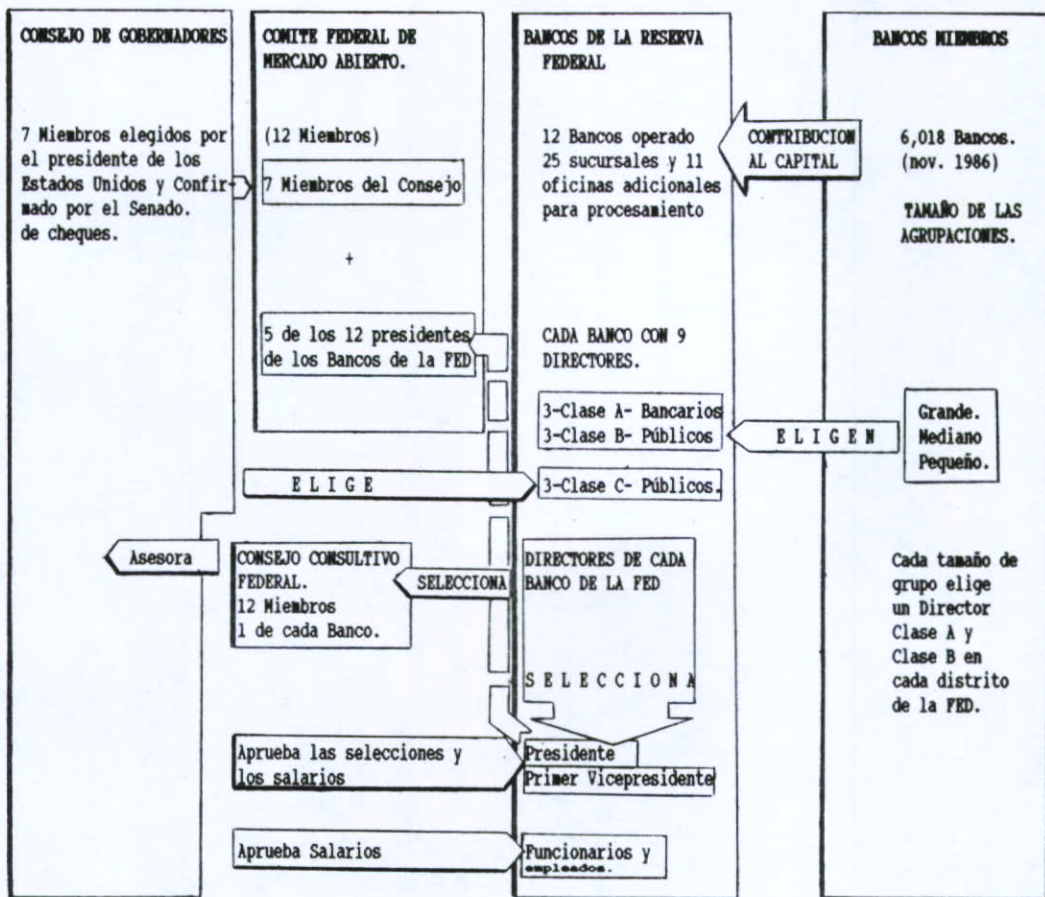 CONSEJO DE GOBERNADORES
7 Miembros elegidos por
el presidente de los
Estados Unidos y Confir-
mado por el Senado.
de cheques.
COMITE FEDERAL DE
MERCADO ABIERTO.
(12 Miembros)
7 Miembros del Consejo
+
5 de los 12 presidentes
de los Bancos de la FED
BANCOS DE LA RESERVA
FEDERAL
12 Bancos operado
25 sucursales y 11
oficinas adicionales
para procesamiento
CONTRIBUCION
AL CAPITAL
BANCOS MIEMBROS
6,018 Bancos.
(nov. 1986)
TAMAÑO DE LAS
AGRUPACIONES.
CADA BANCO CON 9
DIRECTORES.
3-Clase A- Bancarios
3-Clase B- Públicos
E L I G E N
Grande.
Mediano
Pequeño.
E L I G E
3-Clase C- Públicos.
Asesora
CONSEJO CONSULTIVO
FEDERAL.
12 Miembros
1 de cada Banco.
SELECCIONA
DIRECTORES DE CADA
BANCO DE LA FED
S E L E C C I O N A
Cada tamaño de
grupo elige
un Director
Clase A y
Clase B en
cada distrito
de la FED.
Aprueba las selecciones y
los salarios
Presidente
Primer Vicepresidente
Aprueba Salarios
Funcionarios y
empleados.